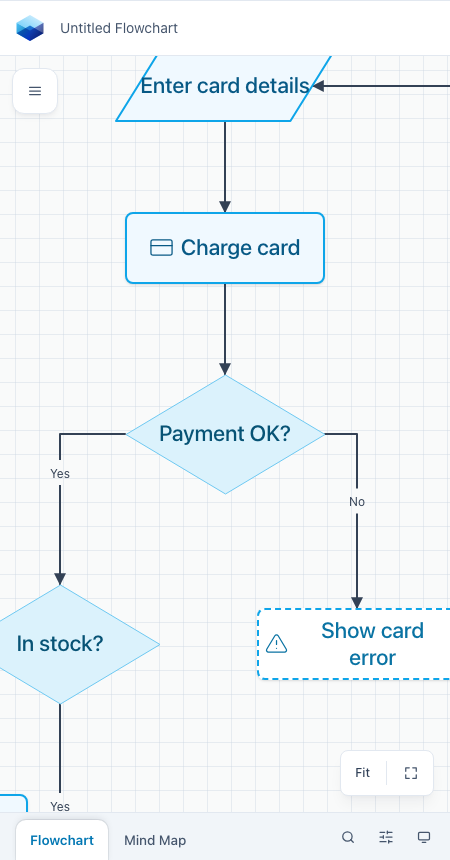 Untitled Flowchart
Enter card details
Charge card
Payment OK?
Yes
No
In stock?
Show card
error
Fit
Yes
Flowchart
Mind Map